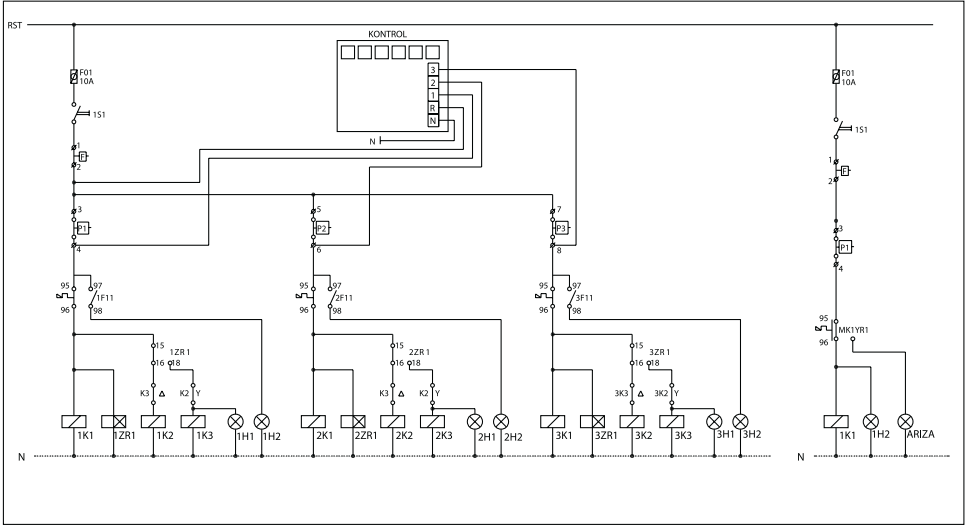 RST
KONTROL
3
2
1
R
N
N
F01
10A
1S1
1
F
2
3
P1
4
5
P2
6
7
P3
8
95
97
1F11
96
98
95
97
2F11
96
98
95
97
3F11
96
98
15
1ZR1
16
18
K3
Δ
K2
Y
15
2ZR1
16
18
K3
Δ
K2
Y
15
3ZR1
16
18
3K3
Δ
3K2
Y
1K1
1ZR1
1K2
1K3
1H1
1H2
2K1
2ZR1
2K2
2K3
2H1
2H2
3K1
3ZR1
3K2
3K3
3H1
3H2
N
F01
10A
1S1
1
F
2
3
P1
4
95
MK1YR1
96
1K1
1H2
ARIZA
N